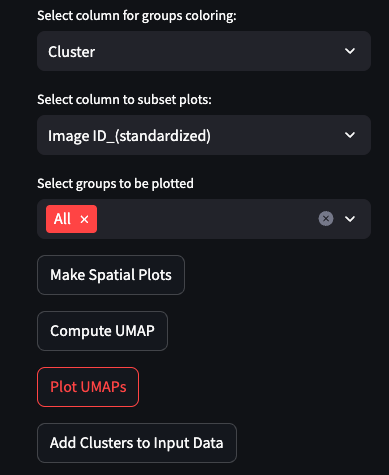 Select column for groups coloring:
Cluster
Select column to subset plots:
Image ID_(standardized)
Select groups to be plotted
All ×
Make Spatial Plots
Compute UMAP
Plot UMAPs
Add Clusters to Input Data